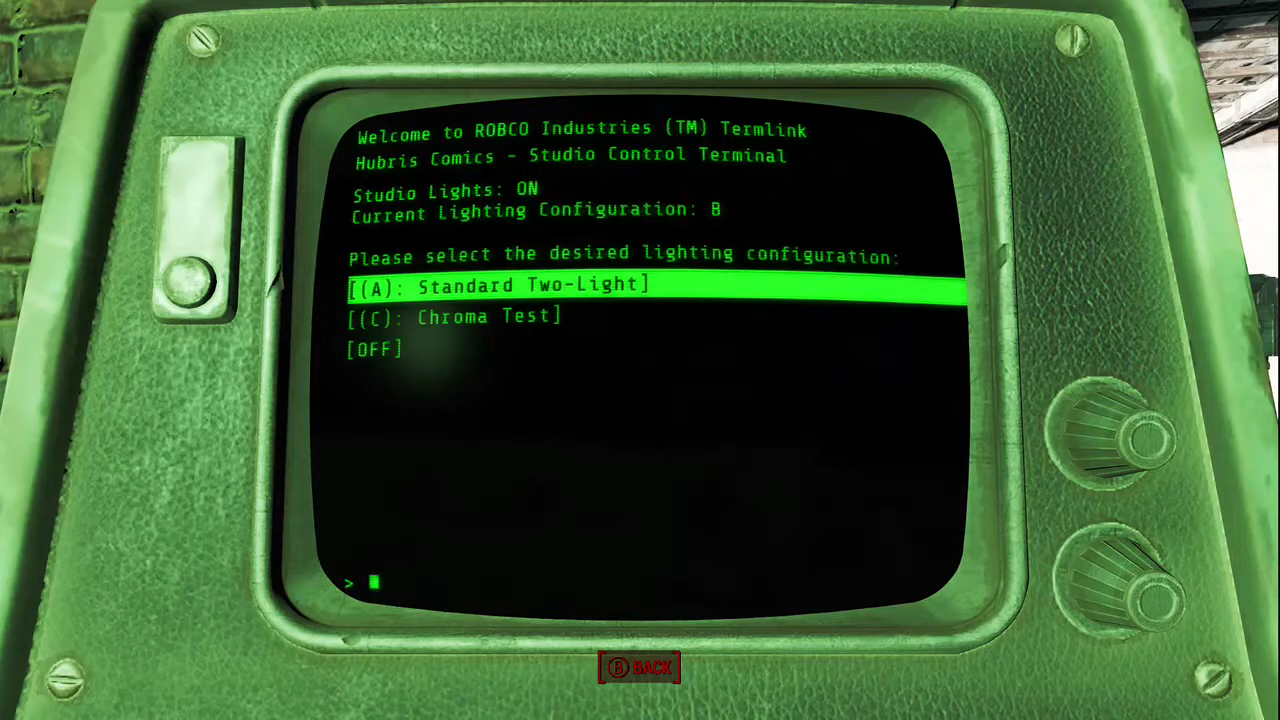 Welcome to ROBCO Industries (TM) Termlink
Hubris Comics - Studio Control Terminal
Studio Lights: ON
Current Lighting Configuration: B
Please select the desired lighting configuration:
[(A): Standard Two-Light]
[(C): Chroma Test]
[OFF]
>
B BACK